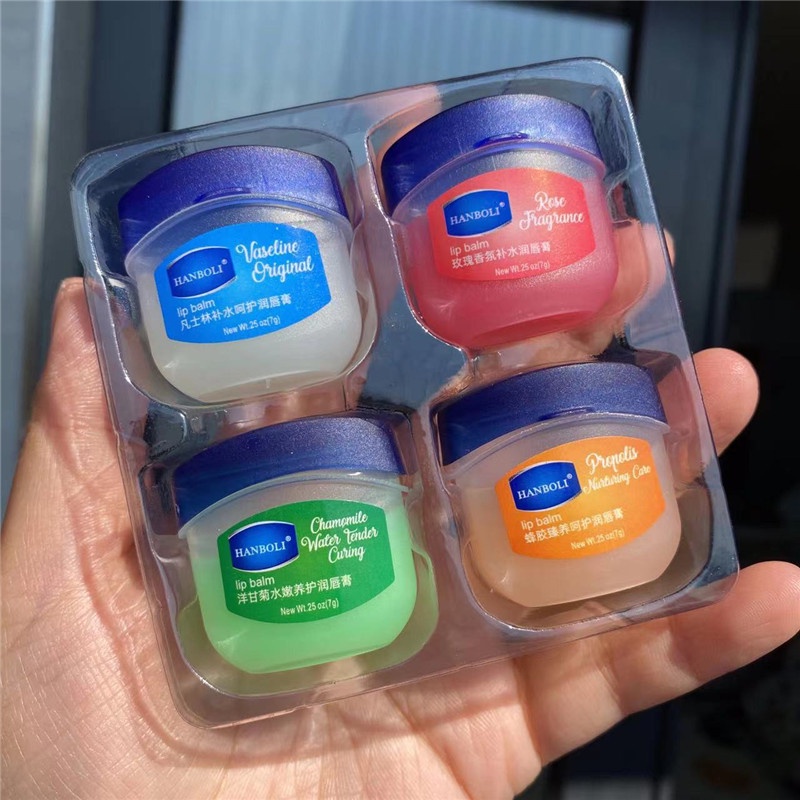 HANBOLI®
Vaseline
Original
lip balm
凡士林补水呵护润唇膏
New Wt.25 oz(7g)
HANBOLI®
Rose
Fragrance
lip balm
玫瑰香氛补水润唇膏
New Wt.25 oz(7g)
HANBOLI®
Chamomile
Water Tender
Curing
lip balm
洋甘菊水嫩养护润唇膏
New Wt.25 oz(7g)
HANBOLI®
Propolis
Nurturing Care
lip balm
蜂胶臻养呵护润唇膏
New Wt.25 oz(7g)